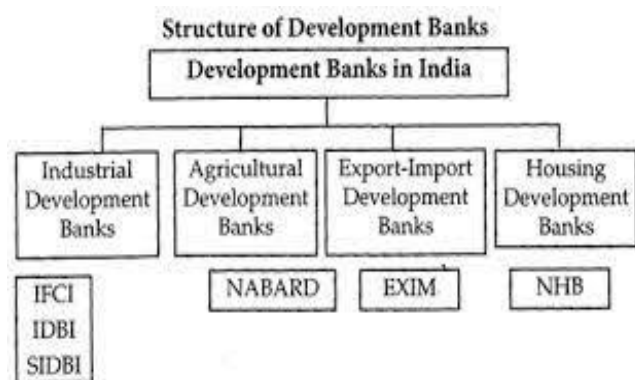 Structure of Development Banks
Development Banks in India
Industrial
Development
Banks
Agricultural
Development
Banks
Export-Import
Development
Banks
Housing
Development
Banks
IFCI
IDBI
SIDBI
NABARD
EXIM
NHB